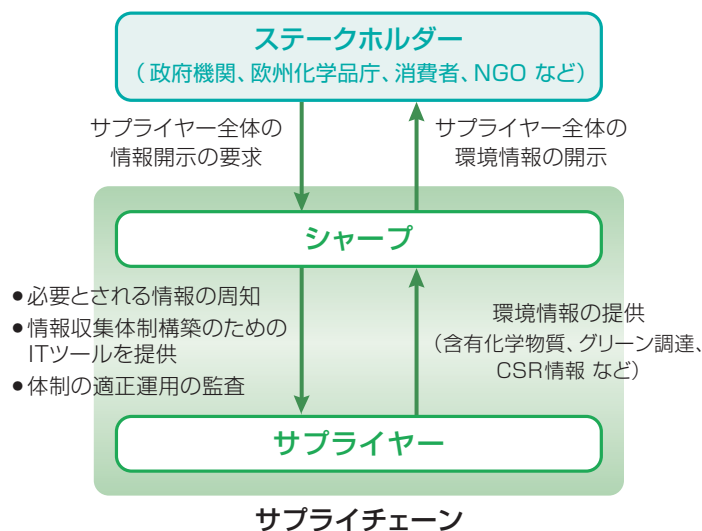 ステークホルダー
（政府機関、欧州化学品庁、消費者、NGO など）
サプライヤー全体の
情報開示の要求
サプライヤー全体の
環境情報の開示
シャープ
●必要とされる情報の周知
●情報収集体制構築のための
ITツールを提供
●体制の適正運用の監査
環境情報の提供
（含有化学物質、グリーン調達、
CSR情報 など）
サプライヤー
サプライチェーン